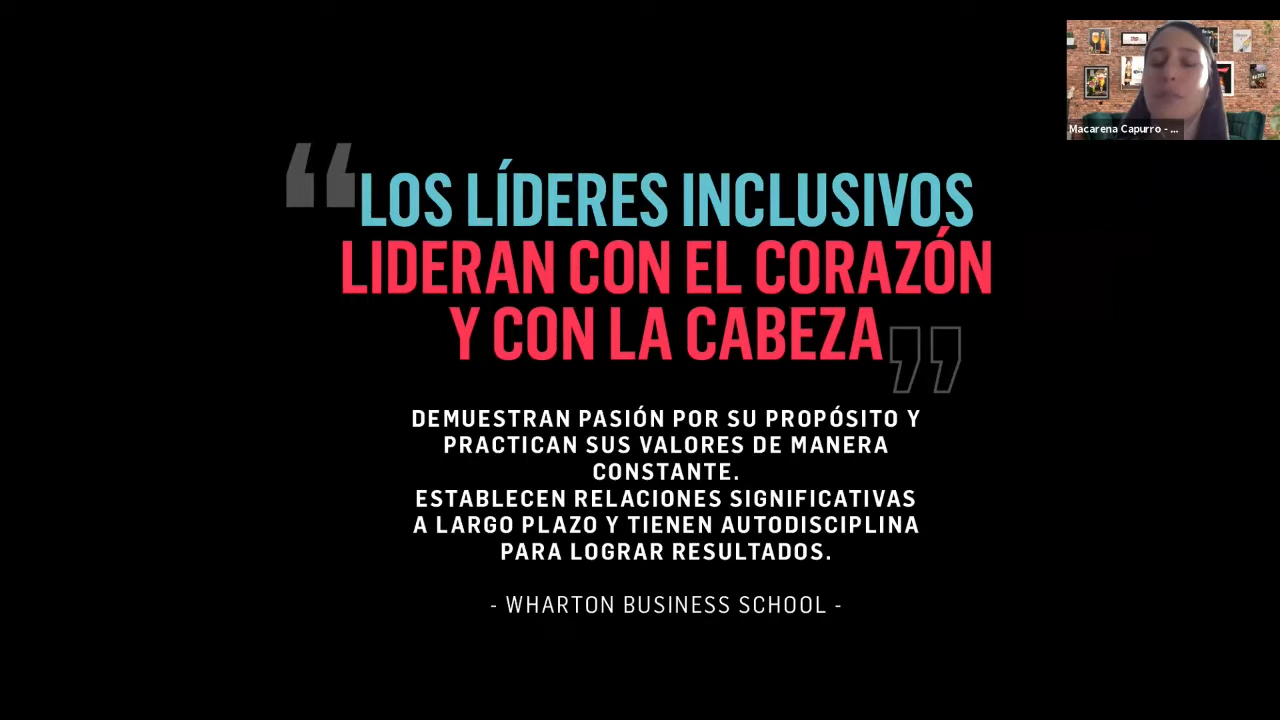 Macarena Capurro - ...
“LOS LÍDERES INCLUSIVOS
LIDERAN CON EL CORAZÓN
Y CON LA CABEZA”
DEMUESTRAN PASIÓN POR SU PROPÓSITO Y
PRACTICAN SUS VALORES DE MANERA
CONSTANTE.
ESTABLECEN RELACIONES SIGNIFICATIVAS
A LARGO PLAZO Y TIENEN AUTODISCIPLINA
PARA LOGRAR RESULTADOS.
- WHARTON BUSINESS SCHOOL -